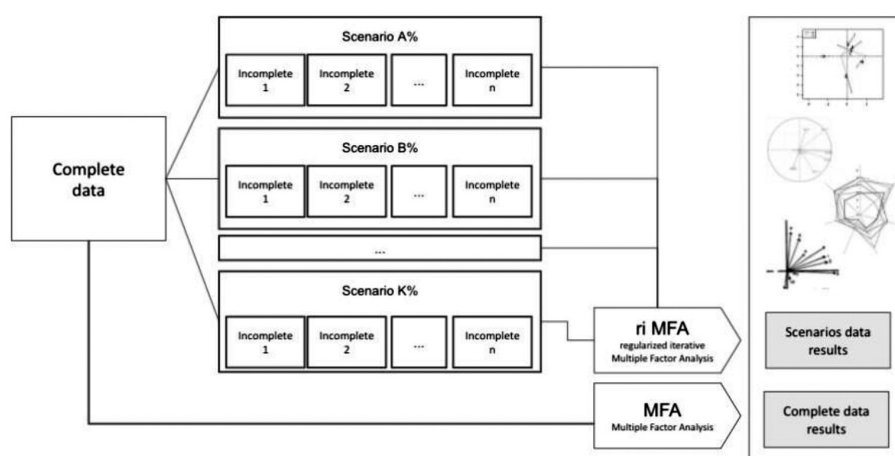 Scenario A%
Incomplete
1
Incomplete
2
...
Incomplete
n
Complete
data
Scenario B%
Incomplete
1
Incomplete
2
...
Incomplete
n
...
Scenario K%
Incomplete
1
Incomplete
2
...
Incomplete
n
ri MFA
regularized iterative
Multiple Factor Analysis
Scenarios data
results
MFA
Multiple Factor Analysis
Complete data
results